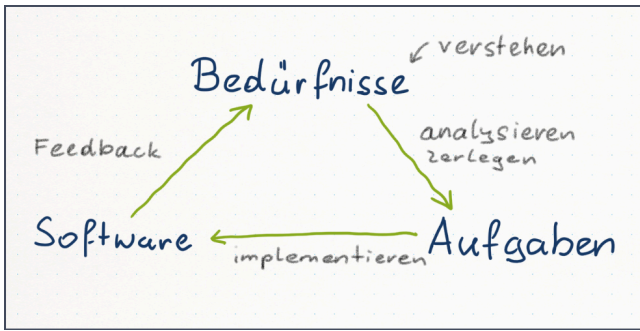 verstehen
Bedürfnisse
analysieren
zerlegen
Feedback
Software
Aufgaben
implementieren